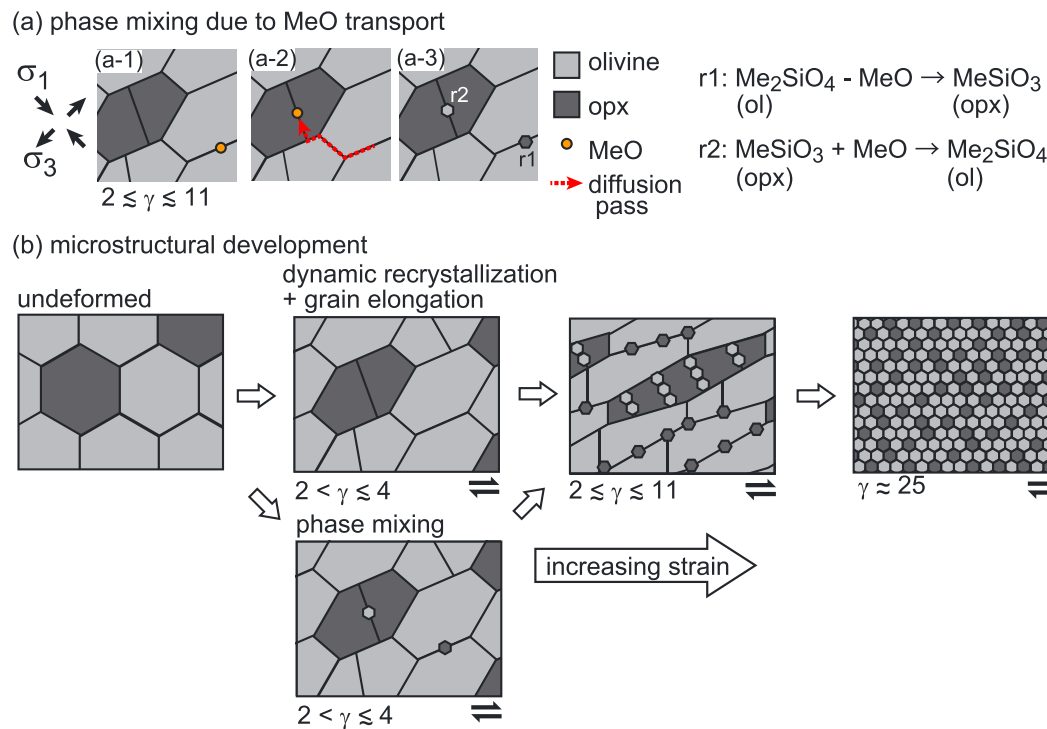 (a) phase mixing due to MeO transport
(a-1) (a-2) (a-3)
σ1
σ3
r2
r1
2 ≲ γ ≲ 11
olivine
opx
MeO
diffusion
pass
r1: Me2SiO4 - MeO → MeSiO3
(ol) (opx)
r2: MeSiO3 + MeO → Me2SiO4
(opx) (ol)
(b) microstructural development
undeformed
dynamic recrystallization
+ grain elongation
2 < γ ≲ 4
2 ≲ γ ≲ 11
γ ≈ 25
phase mixing
increasing strain
2 < γ ≲ 4